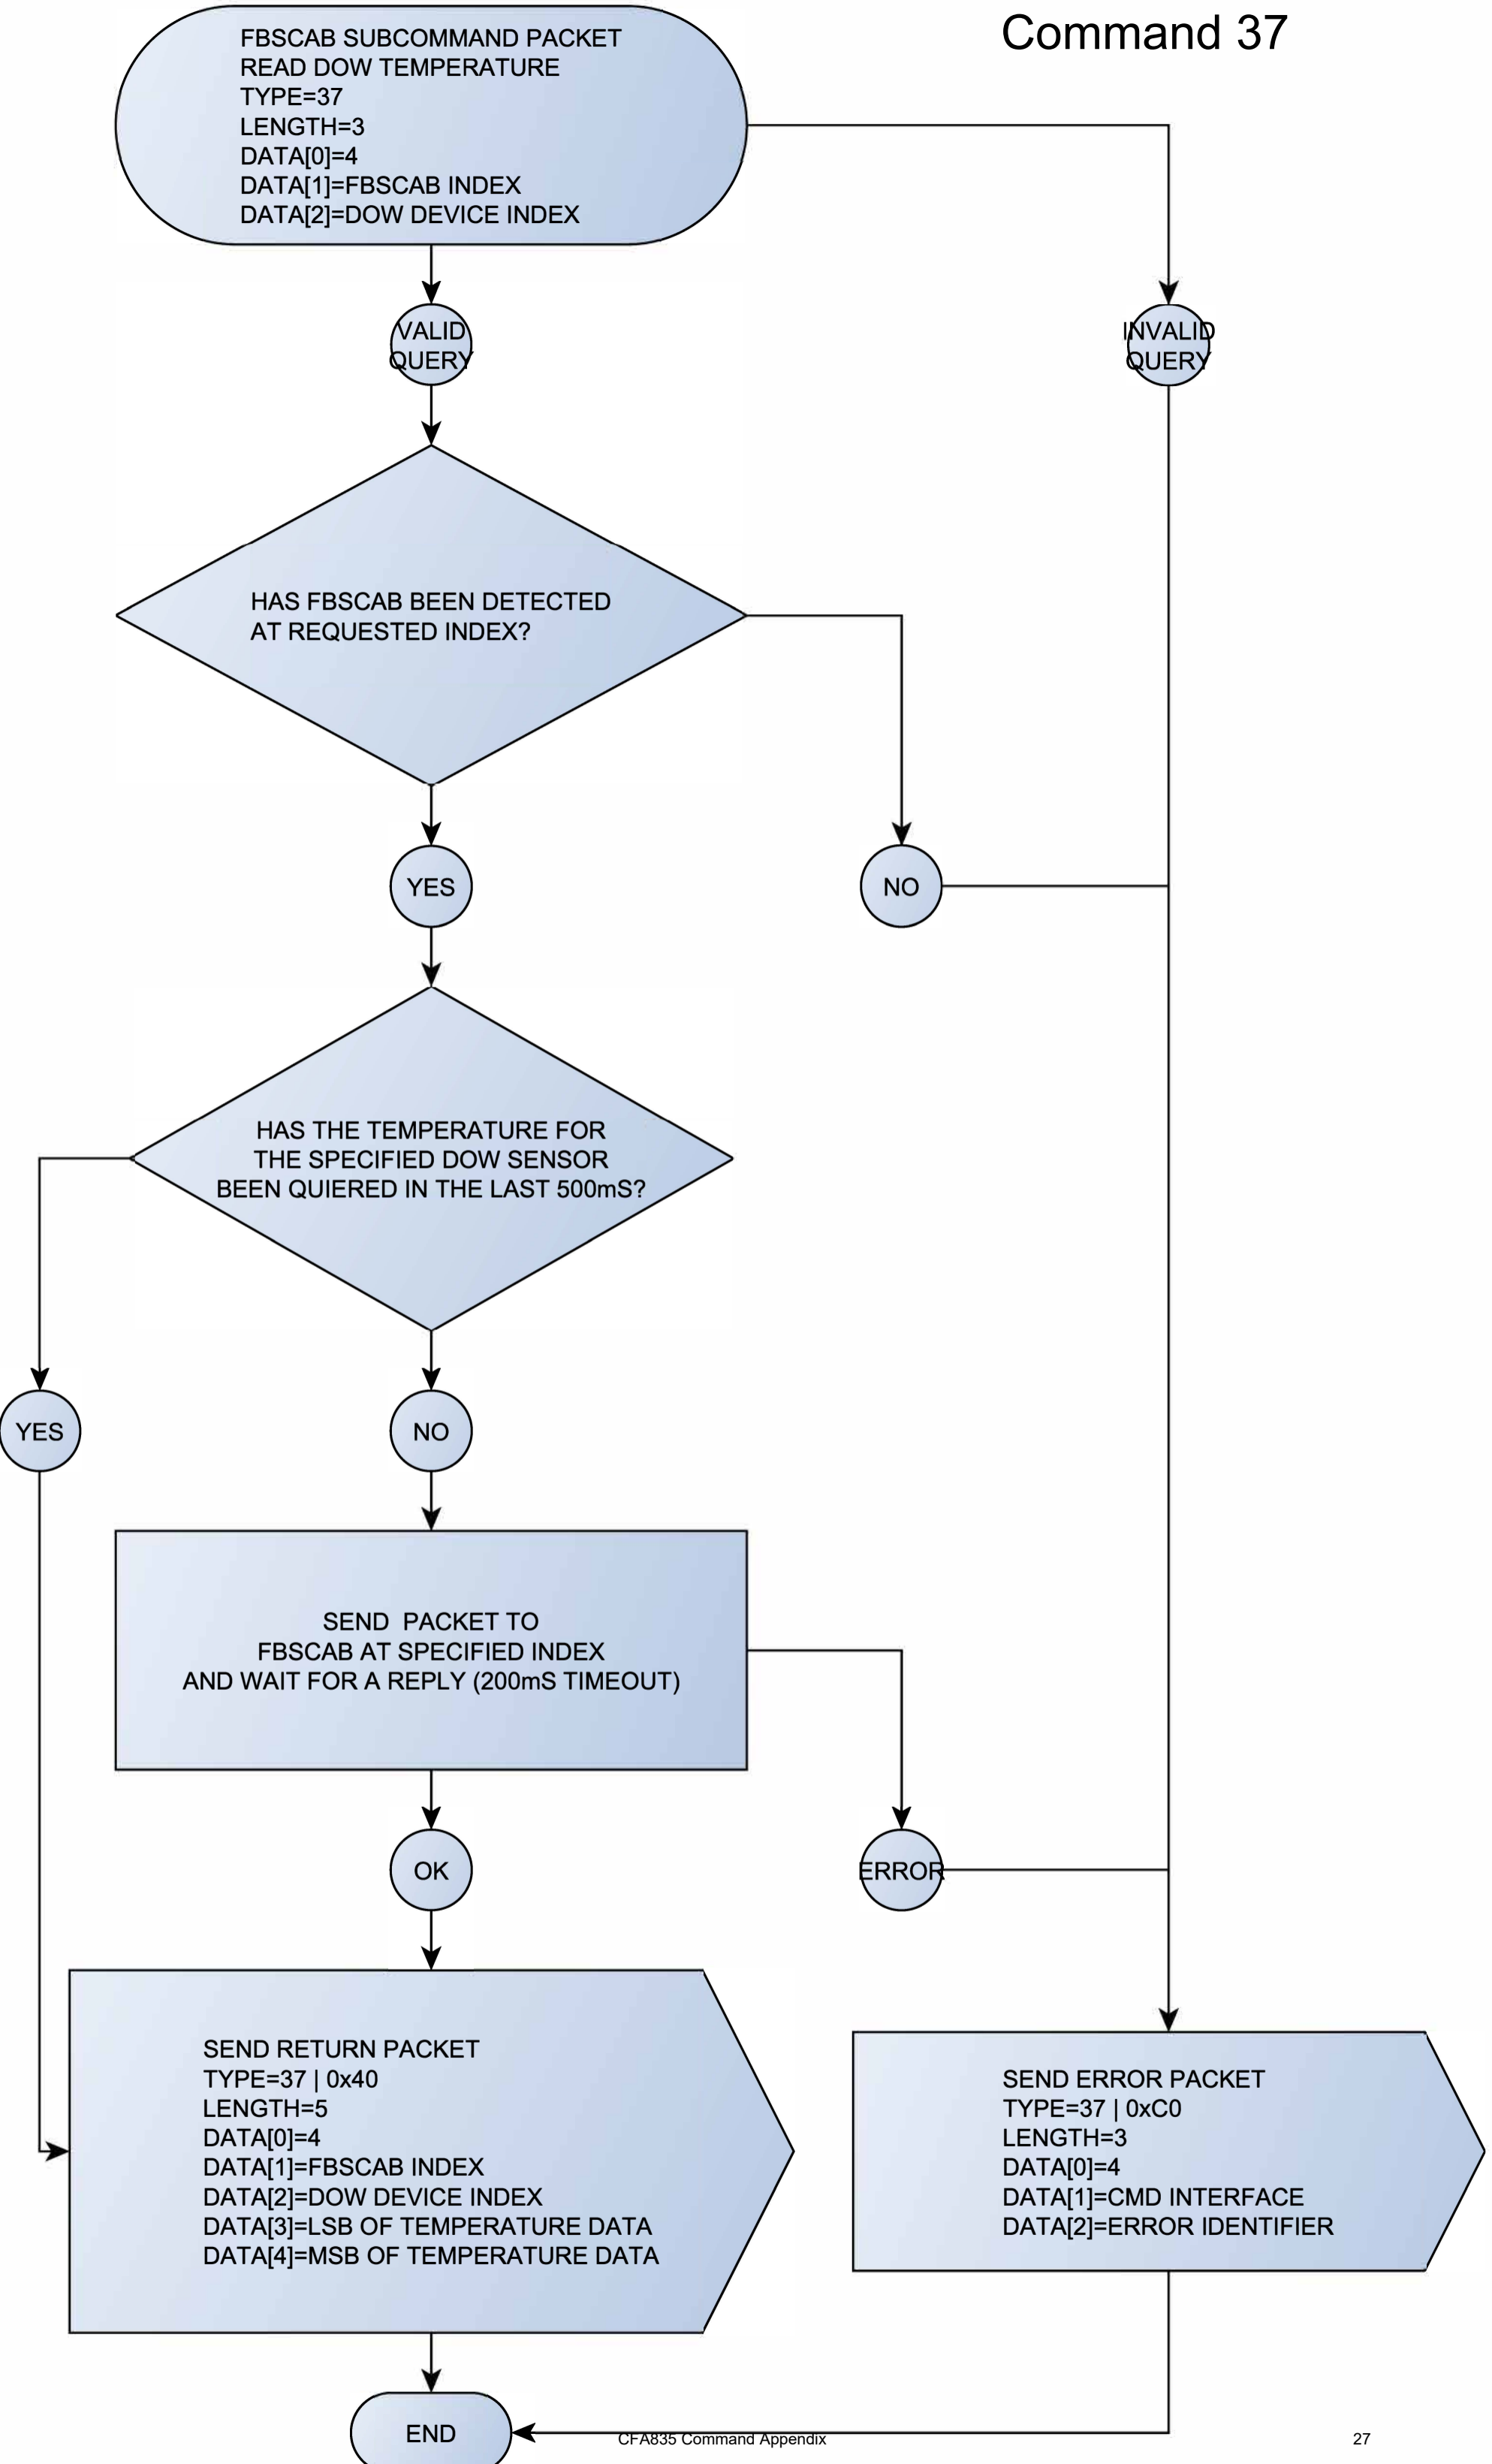 Command 37
FBSCAB SUBCOMMAND PACKET
READ DOW TEMPERATURE
TYPE=37
LENGTH=3
DATA[0]=4
DATA[1]=FBSCAB INDEX
DATA[2]=DOW DEVICE INDEX
VALID
QUERY
INVALID
QUERY
HAS FBSCAB BEEN DETECTED
AT REQUESTED INDEX?
YES
NO
HAS THE TEMPERATURE FOR
THE SPECIFIED DOW SENSOR
BEEN QUIERED IN THE LAST 500mS?
YES
NO
SEND PACKET TO
FBSCAB AT SPECIFIED INDEX
AND WAIT FOR A REPLY (200mS TIMEOUT)
OK
ERROR
SEND RETURN PACKET
TYPE=37 | 0x40
LENGTH=5
DATA[0]=4
DATA[1]=FBSCAB INDEX
DATA[2]=DOW DEVICE INDEX
DATA[3]=LSB OF TEMPERATURE DATA
DATA[4]=MSB OF TEMPERATURE DATA
SEND ERROR PACKET
TYPE=37 | 0xC0
LENGTH=3
DATA[0]=4
DATA[1]=CMD INTERFACE
DATA[2]=ERROR IDENTIFIER
END
CFA835 Command Appendix
27